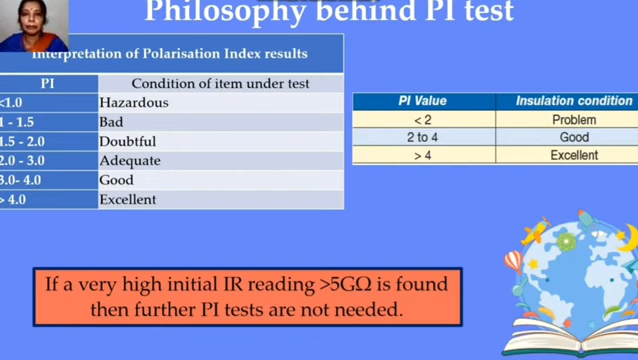 Philosophy behind PI test
Interpretation of Polarisation Index results
PI Condition of item under test
<1.0 Hazardous
1 - 1.5 Bad
1.5 - 2.0 Doubtful
2.0 - 3.0 Adequate
3.0- 4.0 Good
> 4.0 Excellent
PI Value Insulation condition
< 2 Problem
2 to 4 Good
> 4 Excellent
If a very high initial IR reading >5GΩ is found
then further PI tests are not needed.